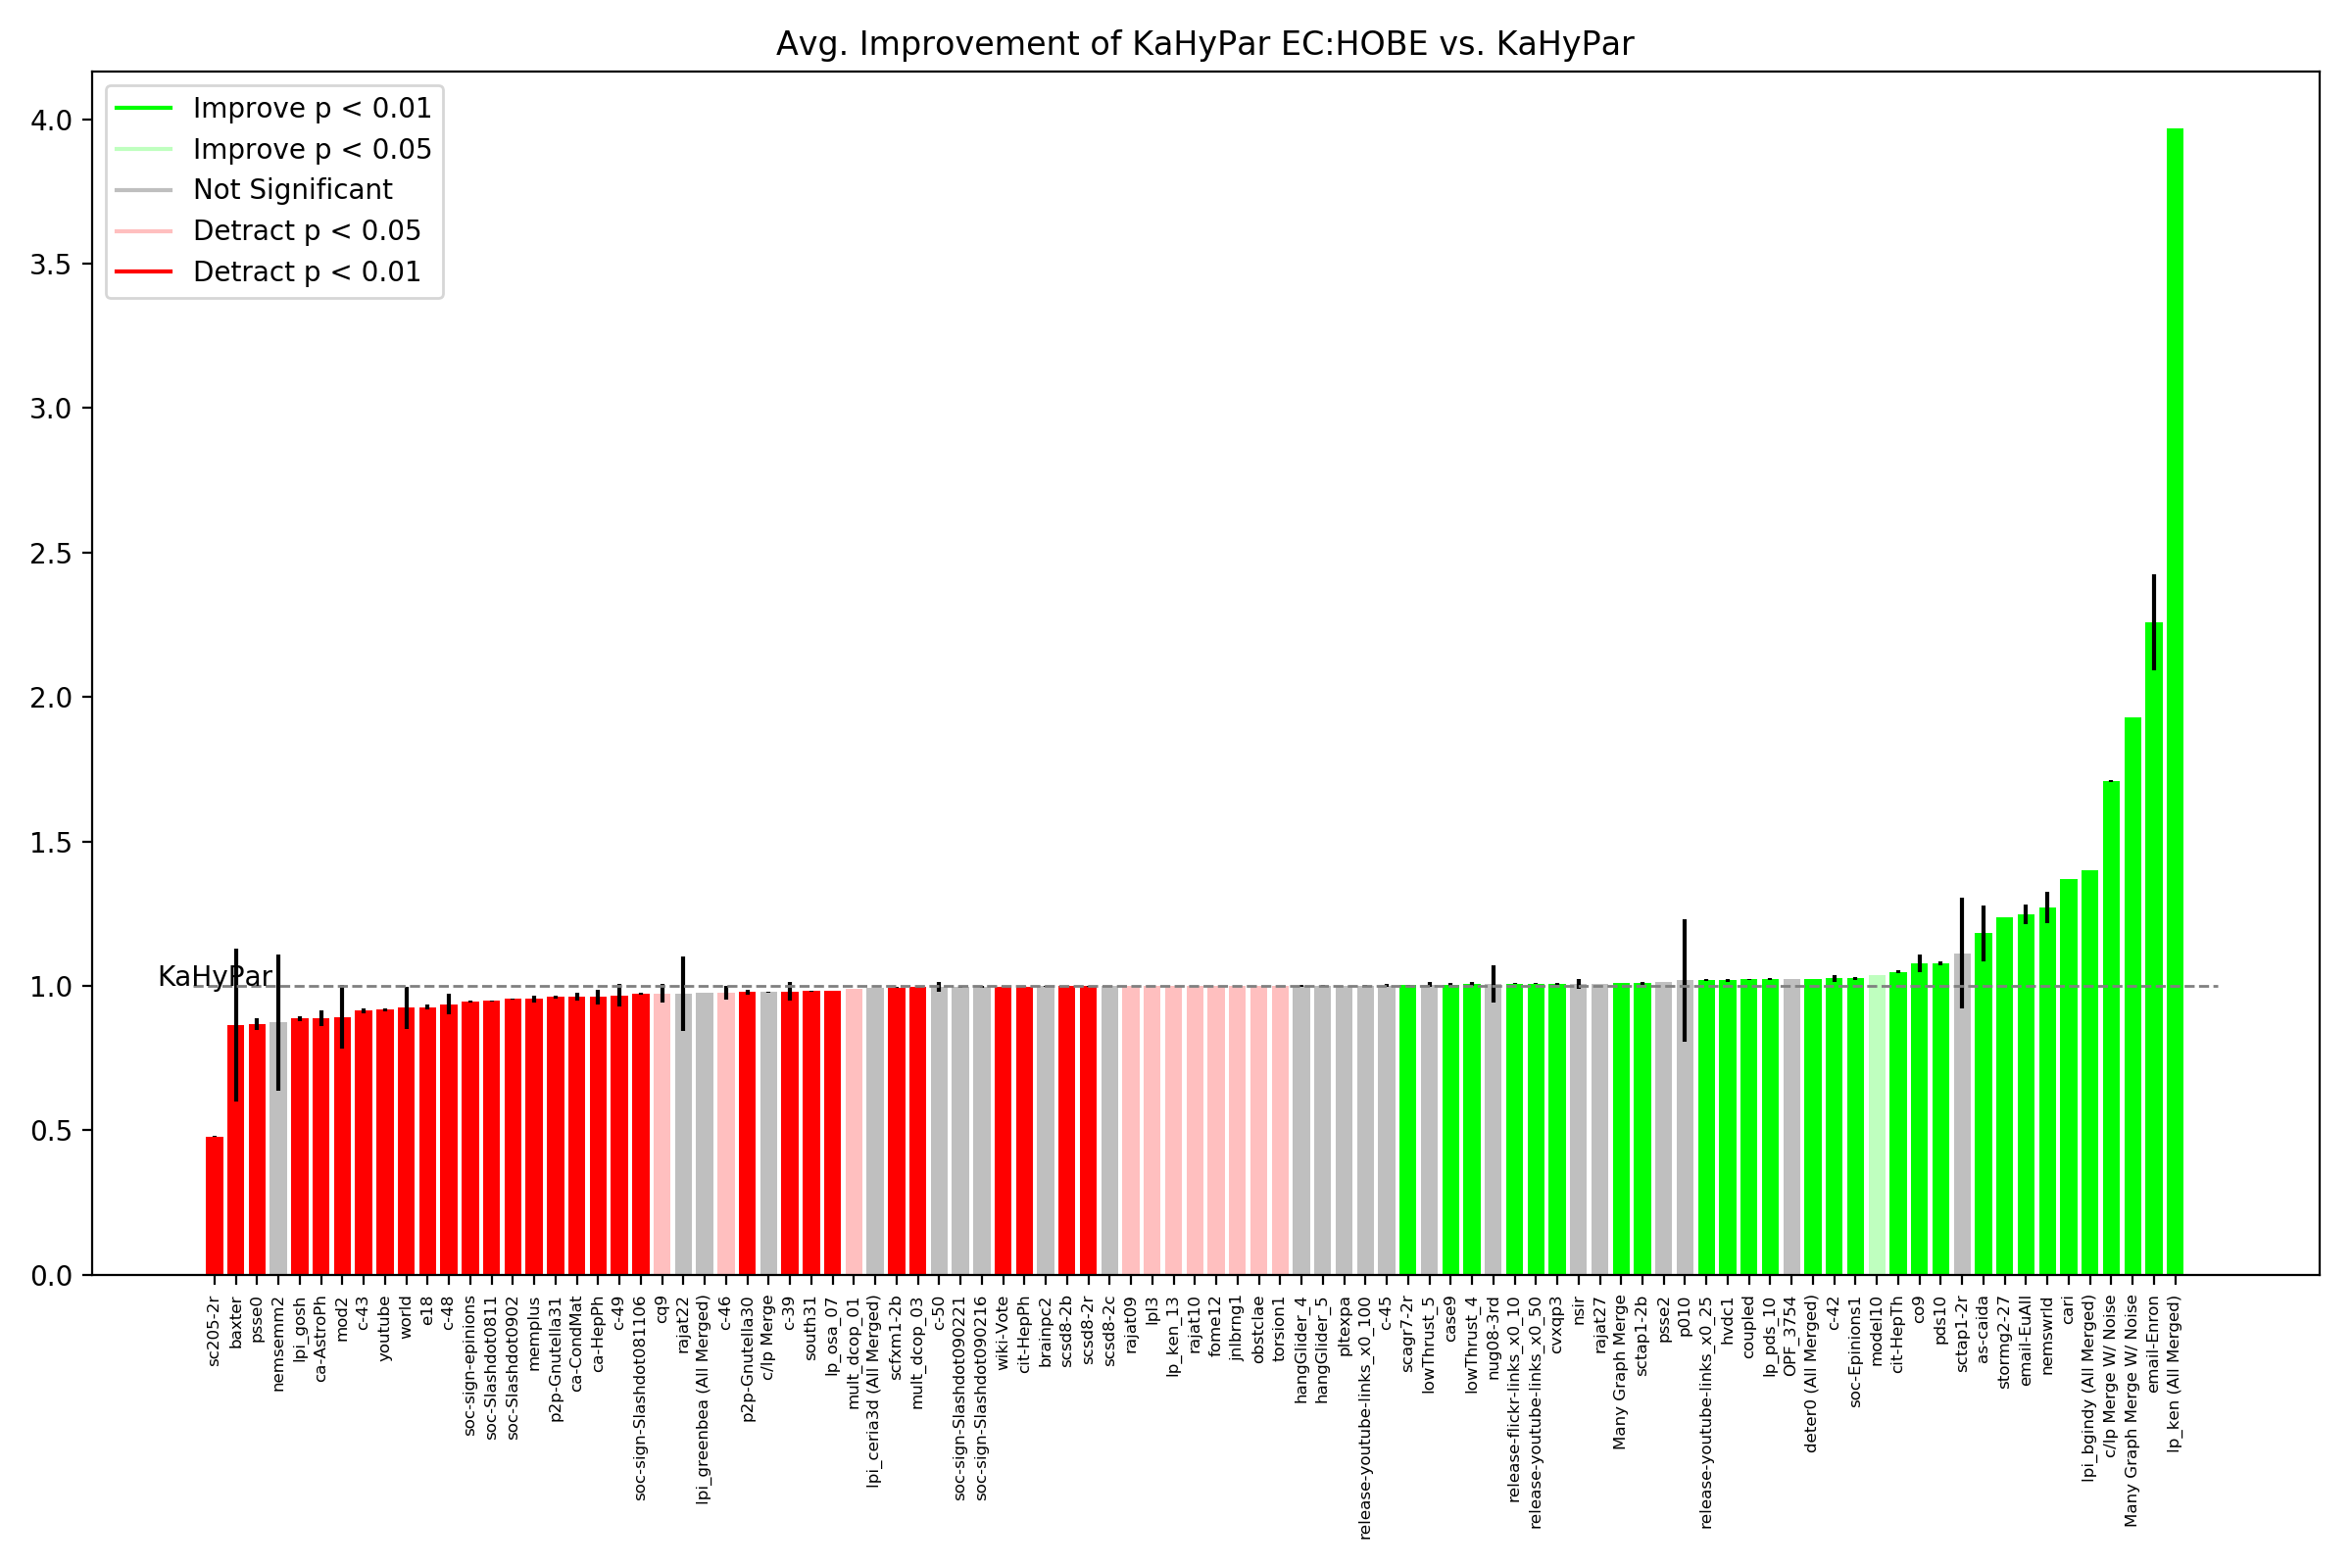 Avg. Improvement of KaHyPar EC:HOBE vs. KaHyPar
Improve p < 0.01
Improve p < 0.05
Not Significant
Detract p < 0.05
Detract p < 0.01
4.0
3.5
3.0
2.5
2.0
1.5
1.0
0.5
0.0
KaHyPar
sc205-2r
baxter
psse0
nemsemm2
lpi_gosh
ca-AstroPh
mod2
c-43
youtube
world
e18
c-48
soc-sign-epinions
soc-Slashdot0811
soc-Slashdot0902
memplus
p2p-Gnutella31
ca-CondMat
ca-HepPh
c-49
soc-sign-Slashdot081106
cq9
rajat22
lpi_greenbea (All Merged)
c-46
p2p-Gnutella30
c/lp Merge
c-39
south31
lp_osa_07
mult_dcop_01
lpi_ceria3d (All Merged)
scfxm1-2b
mult_dcop_03
c-50
soc-sign-Slashdot090221
soc-sign-Slashdot090216
wiki-Vote
cit-HepPh
brainpc2
scsd8-2b
scsd8-2r
scsd8-2c
rajat09
lpl3
lp_ken_13
rajat10
fome12
jnlbrng1
obstclae
torsion1
hangGlider_4
hangGlider_5
pltexpa
release-youtube-links_x0_100
c-45
scagr7-2r
lowThrust_5
case9
lowThrust_4
nug08-3rd
release-flickr-links_x0_10
release-youtube-links_x0_50
cvxqp3
nsir
rajat27
Many Graph Merge
sctap1-2b
psse2
p010
release-youtube-links_x0_25
hvdc1
coupled
lp_pds_10
OPF_3754
deter0 (All Merged)
c-42
soc-Epinions1
model10
cit-HepTh
co9
pds10
sctap1-2r
as-caida
stormg2-27
email-EuAll
nemswrld
cari
lpi_bgindy (All Merged)
c/lp Merge W/ Noise
Many Graph Merge W/ Noise
email-Enron
lp_ken (All Merged)